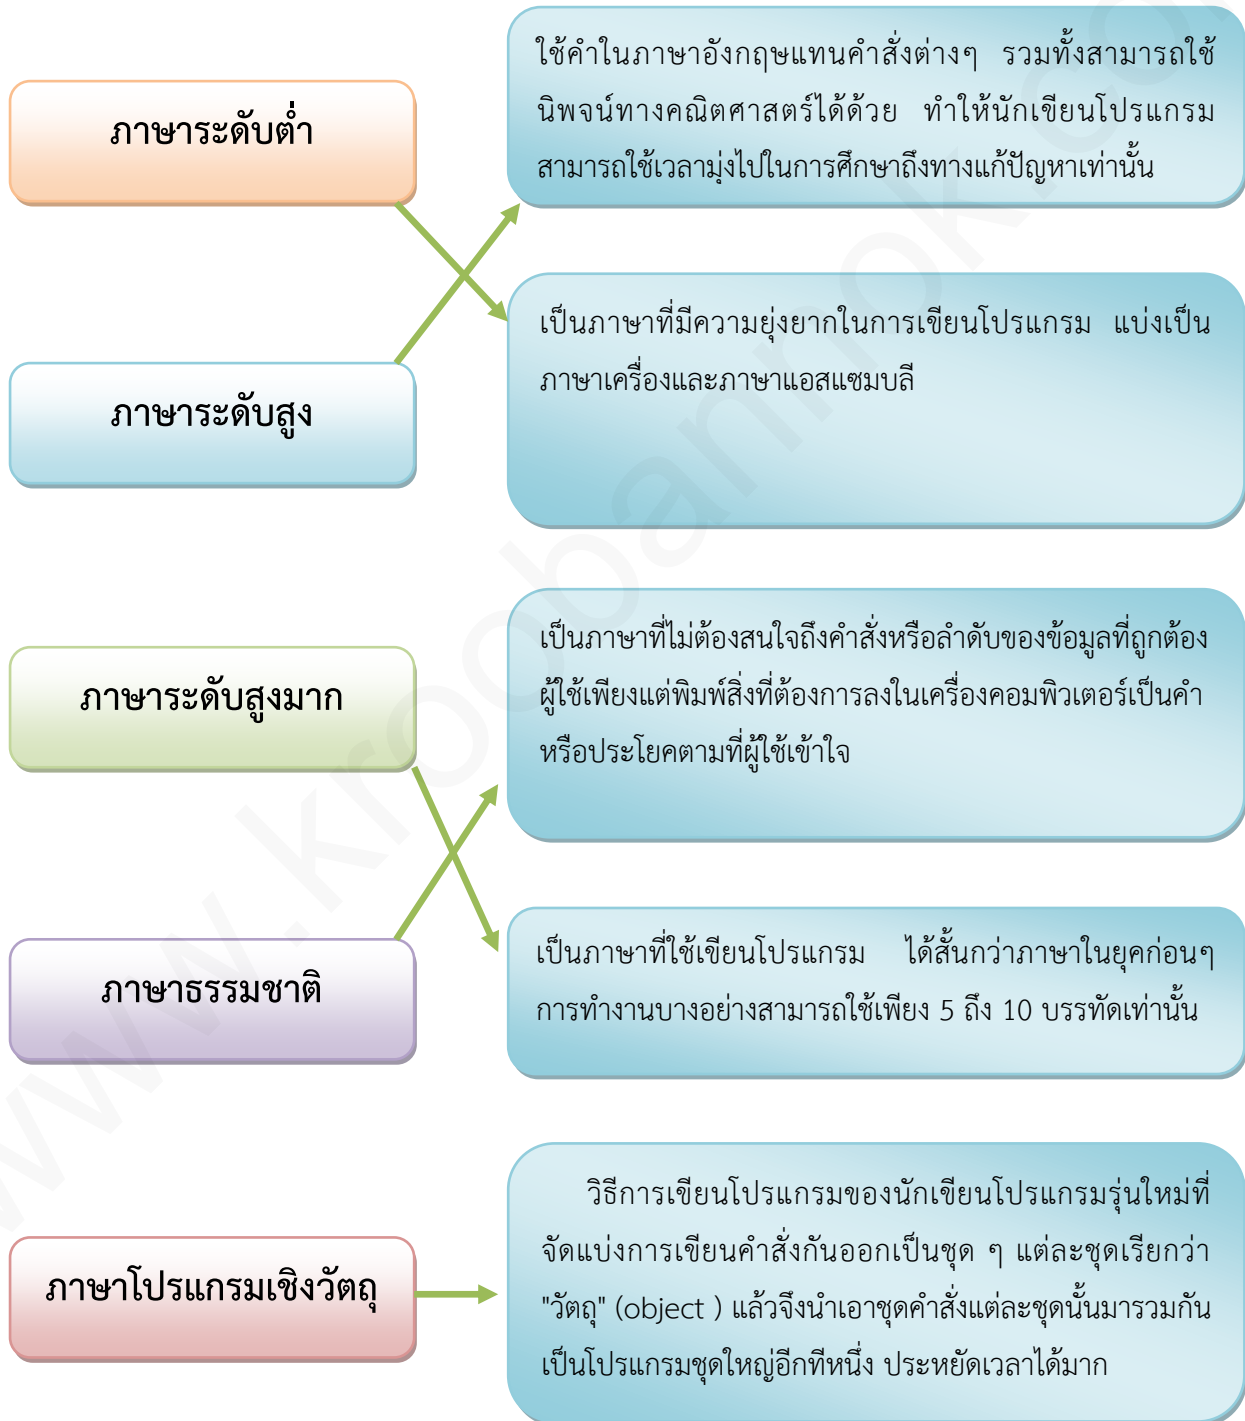 ใช้คำในภาษาอังกฤษแทนคำสั่งต่างๆ รวมทั้งสามารถใช้
นิพจน์ทางคณิตศาสตร์ได้ด้วย ทำให้นักเขียนโปรแกรม
สามารถใช้เวลามุ่งไปในการศึกษาถึงทางแก้ปัญหาเท่านั้น
ภาษาระดับต่ำ
เป็นภาษาที่มีความยุ่งยากในการเขียนโปรแกรม แบ่งเป็น
ภาษาเครื่องและภาษาแอสแซมบลี
ภาษาระดับสูง
เป็นภาษาที่ไม่ต้องสนใจถึงคำสั่งหรือลำดับของข้อมูลที่ถูกต้อง
ผู้ใช้เพียงแต่พิมพ์สิ่งที่ต้องการลงในเครื่องคอมพิวเตอร์เป็นคำ
หรือประโยคตามที่ผู้ใช้เข้าใจ
ภาษาระดับสูงมาก
เป็นภาษาที่ใช้เขียนโปรแกรม ได้สั้นกว่าภาษาในยุคก่อนๆ
การทำงานบางอย่างสามารถใช้เพียง 5 ถึง 10 บรรทัดเท่านั้น
ภาษาธรรมชาติ
วิธีการเขียนโปรแกรมของนักเขียนโปรแกรมรุ่นใหม่ที่
จัดแบ่งการเขียนคำสั่งกันออกเป็นชุด ๆ แต่ละชุดเรียกว่า
"วัตถุ" (object ) แล้วจึงนำเอาชุดคำสั่งแต่ละชุดนั้นมารวมกัน
เป็นโปรแกรมชุดใหญ่อีกทีหนึ่ง ประหยัดเวลาได้มาก
ภาษาโปรแกรมเชิงวัตถุ
www.kroobannok.co